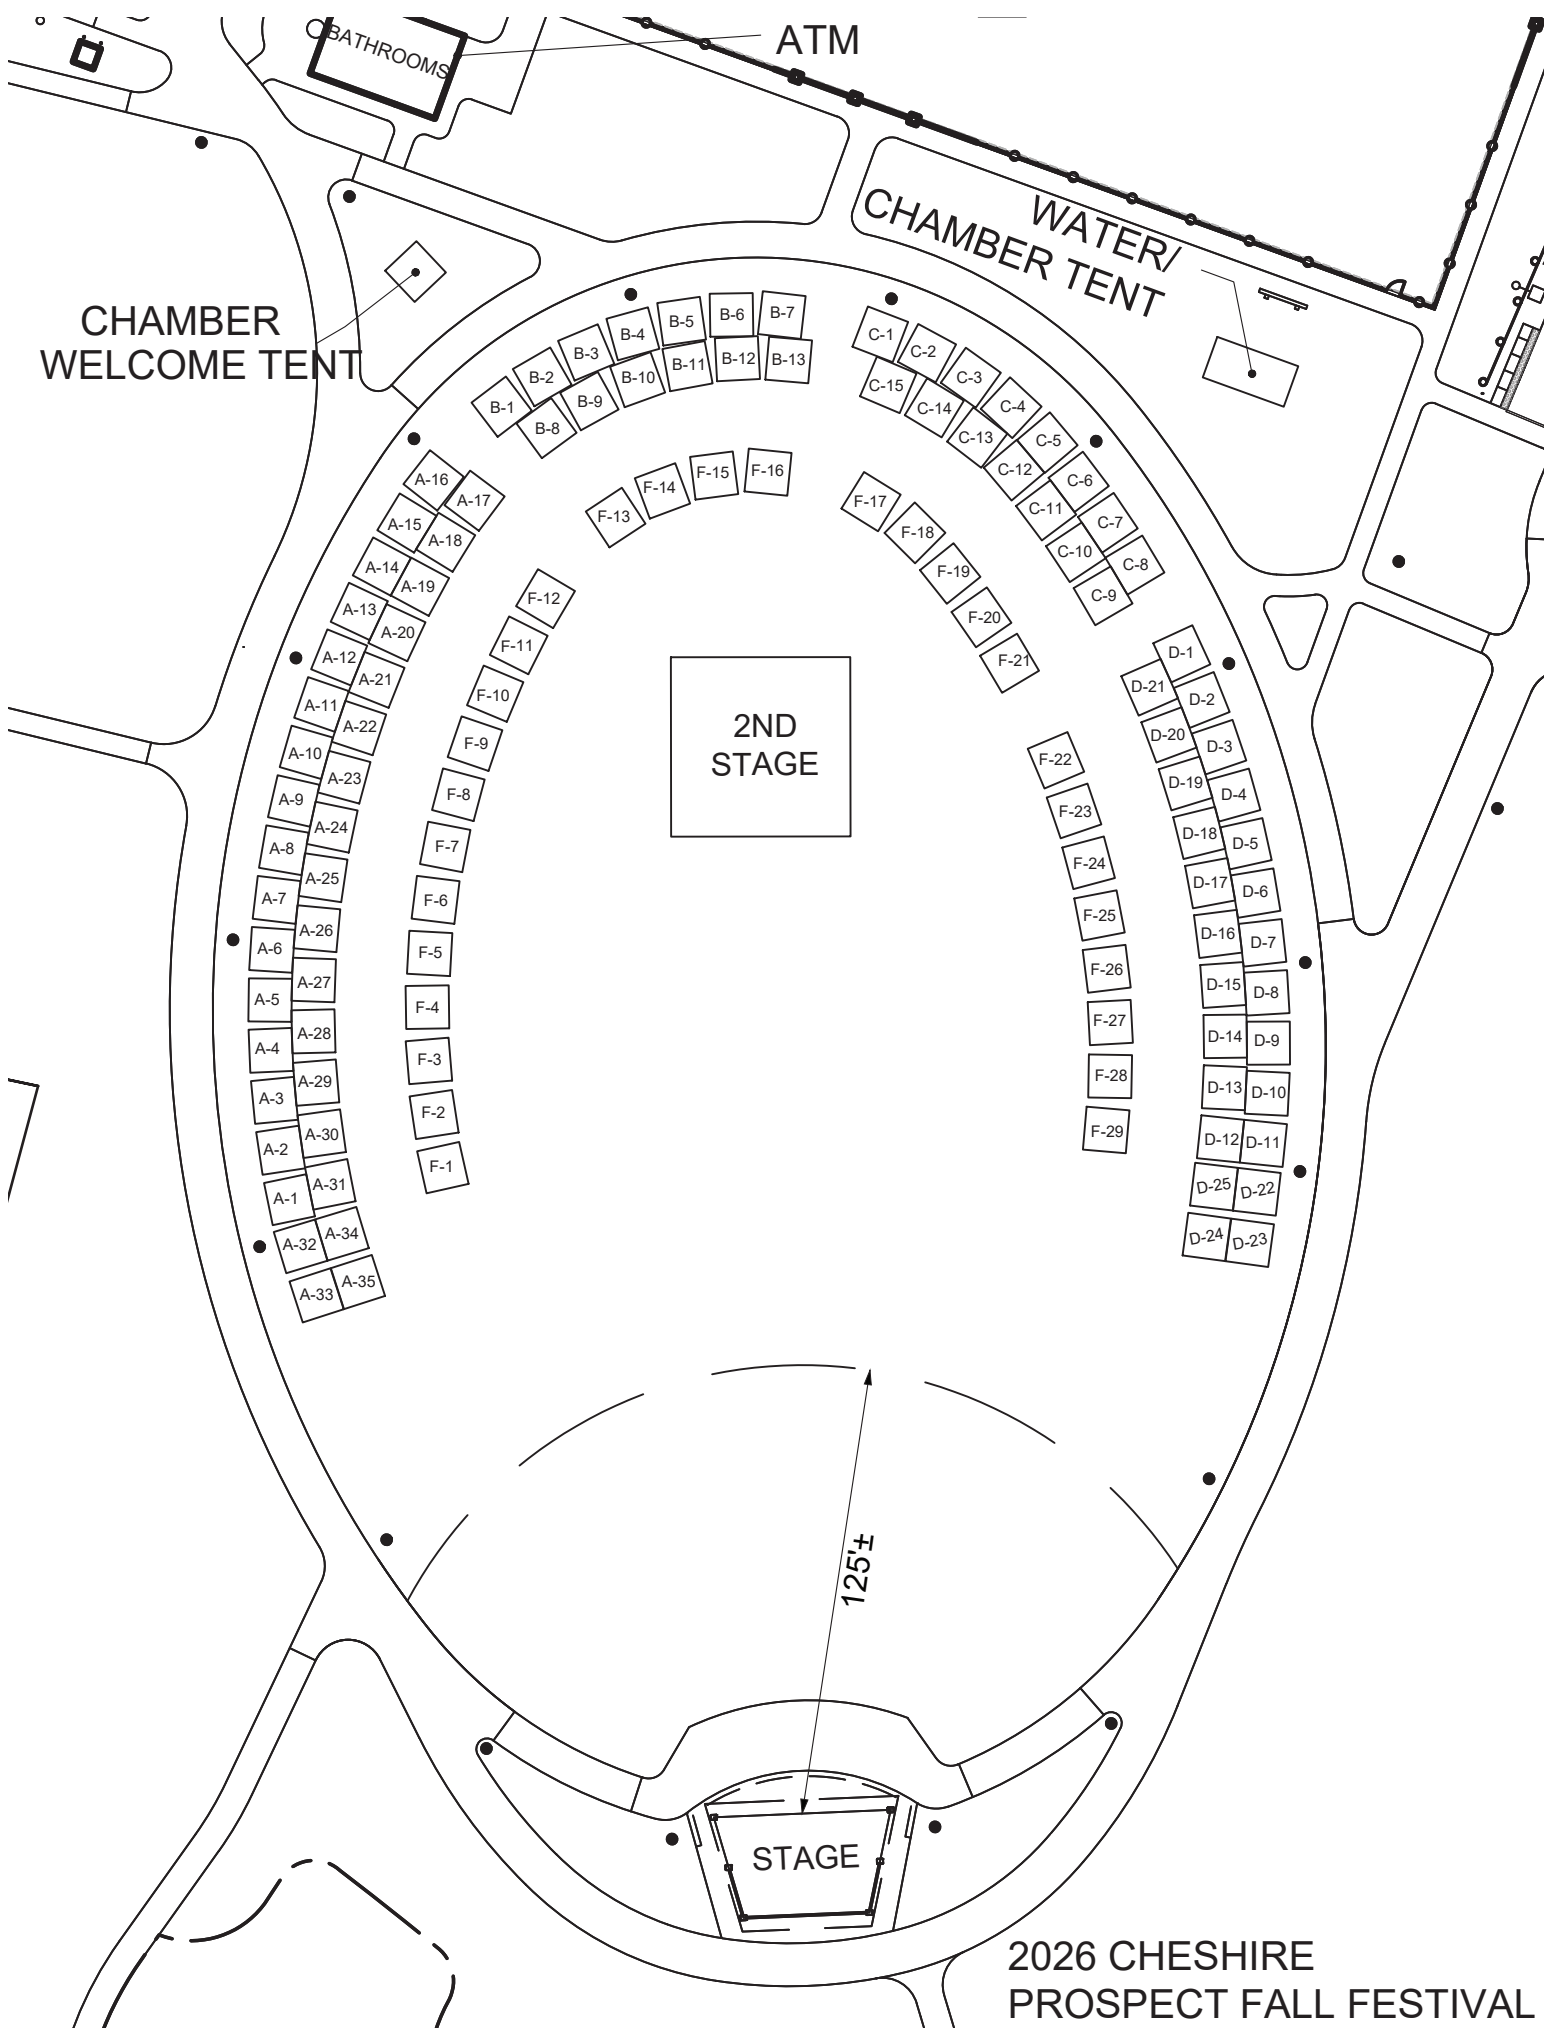 BATHROOMS
ATM
WATER/
CHAMBER TENT
CHAMBER
WELCOME TENT
B-1
B-2
B-3
B-4
B-5
B-6
B-7
B-8
B-9
B-10
B-11
B-12
B-13
C-1
C-2
C-3
C-4
C-5
C-6
C-7
C-8
C-9
C-10
C-11
C-12
C-13
C-14
C-15
A-16
A-17
A-15
A-18
A-14
A-19
A-13
A-20
A-12
A-21
A-11
A-22
A-10
A-23
A-9
A-24
A-8
A-25
A-7
A-26
A-6
A-27
A-5
A-28
A-4
A-29
A-3
A-30
A-2
A-31
A-1
A-34
A-32
A-35
A-33
F-13
F-14
F-15
F-16
F-17
F-18
F-19
F-20
F-21
F-12
F-11
F-10
F-9
F-8
F-7
F-6
F-5
F-4
F-3
F-2
F-1
2ND
STAGE
F-22
F-23
F-24
F-25
F-26
F-27
F-28
F-29
D-1
D-21
D-2
D-20
D-3
D-19
D-4
D-18
D-5
D-17
D-6
D-16
D-7
D-15
D-8
D-14
D-9
D-13
D-10
D-12
D-11
D-25
D-22
D-24
D-23
125'±
STAGE
2026 CHESHIRE
PROSPECT FALL FESTIVAL